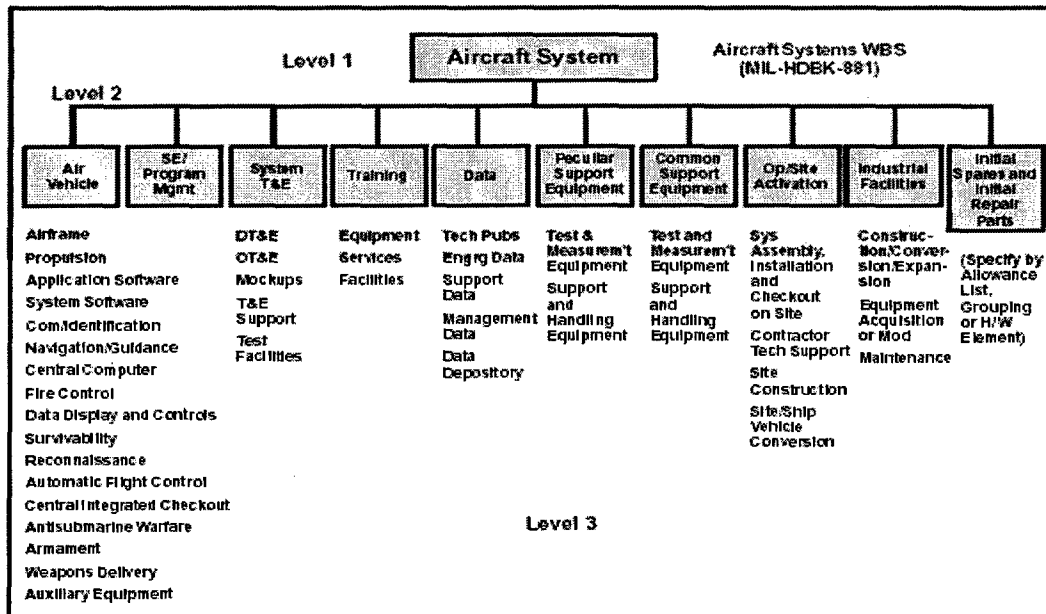 Level 1
Aircraft System
Aircraft Systems WBS
(MIL-HDBK-881)
Level 2
Air
Vehicle
SE/
Program
Mgmt
System
T&E
Training
Data
Peculiar
Support
Equipment
Common
Support
Equipment
Op/Site
Activation
Industrial
Facilities
Initial
Spares and
Initial
Repair
Parts
Airframe
Propulsion
Application Software
System Software
Com/Identification
Navigation/Guidance
Central Computer
Fire Control
Data Display and Controls
Survivability
Reconnaissance
Automatic Flight Control
Central Integrated Checkout
Antisubmarine Warfare
Armament
Weapons Delivery
Auxiliary Equipment
DT&E
OT&E
Mockups
T&E
Support
Test
Facilities
Equipment
Services
Facilities
Tech Pubs
Engrg Data
Support
Data
Management
Data
Data
Depository
Test &
Measurem't
Equipment
Support
and
Handling
Equipment
Test and
Measurem't
Equipment
Support
and
Handling
Equipment
Sys
Assembly,
Installation
and
Checkout
on Site
Contractor
Tech Support
Site
Construction
Site/Ship
Vehicle
Conversion
Construc-
tion/Conver-
sion/Expan-
sion
Equipment
Acquisition
or Mod
Maintenance
(Specify by
Allowance
List,
Grouping
or H/W
Element)
Level 3